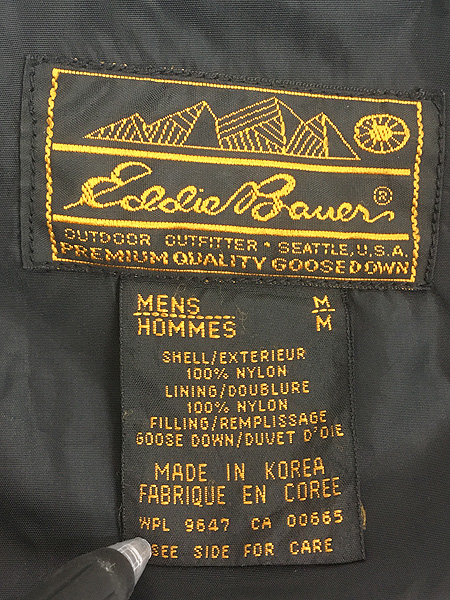 Eddie Bauer®
OUTDOOR OUTFITTER • SEATTLE, U.S.A.
PREMIUM QUALITY GOOSE DOWN
MENS M
HOMMES M
SHELL/EXTERIEUR
100% NYLON
LINING/DOUBLURE
100% NYLON
FILLING/REMPLISSAGE
GOOSE DOWN/DUVET D'OIE
MADE IN KOREA
FABRIQUE EN COREE
WPL 9647 CA 00665
SEE SIDE FOR CARE